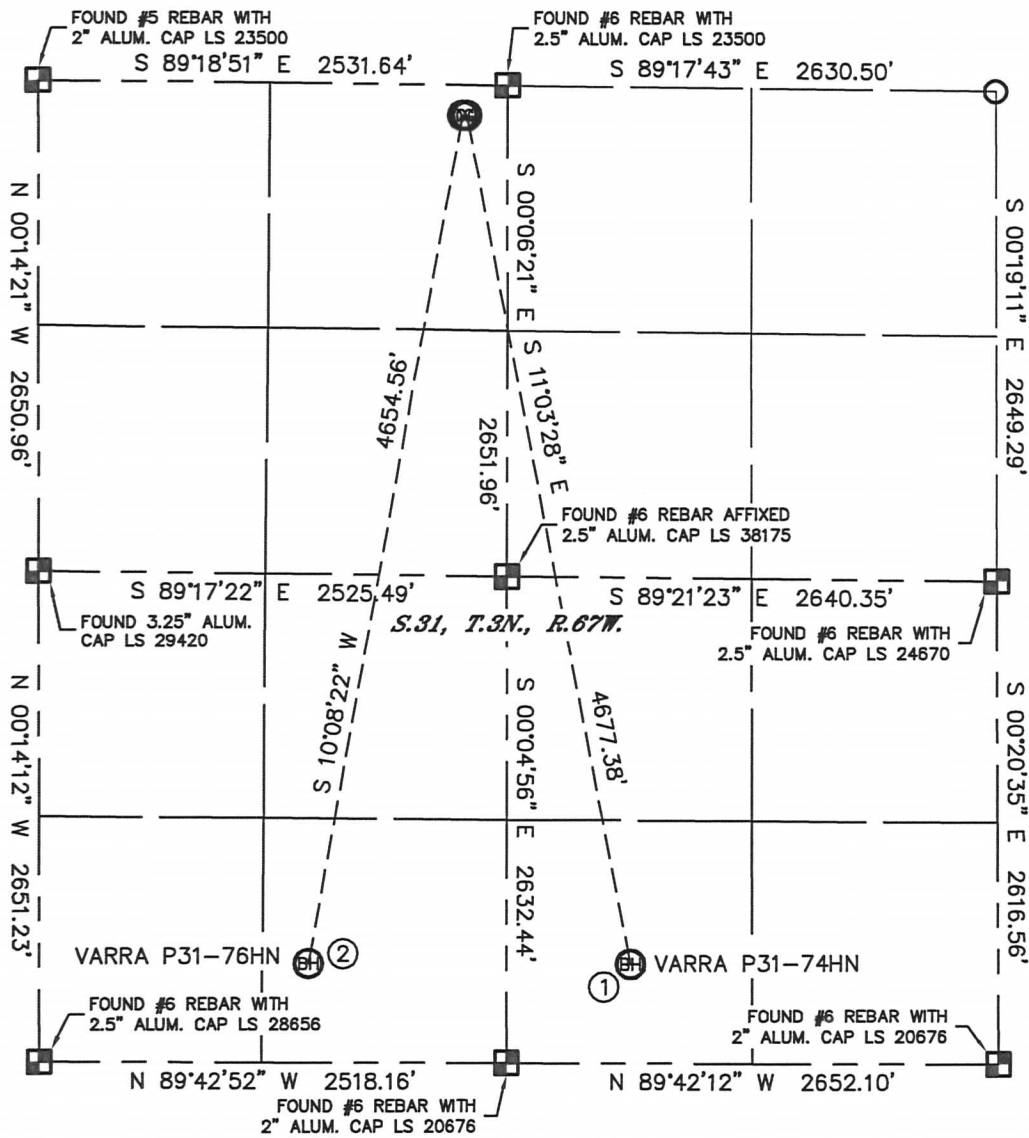 FOUND #5 REBAR WITH
2" ALUM. CAP LS 23500
FOUND #6 REBAR WITH
2.5" ALUM. CAP LS 23500
S 89°18'51" E 2531.64'
S 89°17'43" E 2630.50'
N 00°14'21" W 2650.96'
S 00°06'21" E 2651.96'
S 00°19'11" E 2649.29'
4654.56'
S 10°08'22" W
S 11°03'28" E
4677.38'
FOUND #6 REBAR AFFIXED
2.5" ALUM. CAP LS 38175
S 89°17'22" E 2525.49'
S 89°21'23" E 2640.35'
FOUND 3.25" ALUM.
CAP LS 29420
S.31, T.3N., R.67W.
FOUND #6 REBAR WITH
2.5" ALUM. CAP LS 24670
N 00°14'12" W 2651.23'
S 00°04'56" E 2632.44'
S 00°20'35" E 2616.56'
VARRA P31-76HN BH 2
1 BH VARRA P31-74HN
FOUND #6 REBAR WITH
2.5" ALUM. CAP LS 28656
FOUND #6 REBAR WITH
2" ALUM. CAP LS 20676
N 89°42'52" W 2518.16'
N 89°42'12" W 2652.10'
FOUND #6 REBAR WITH
2" ALUM. CAP LS 20676